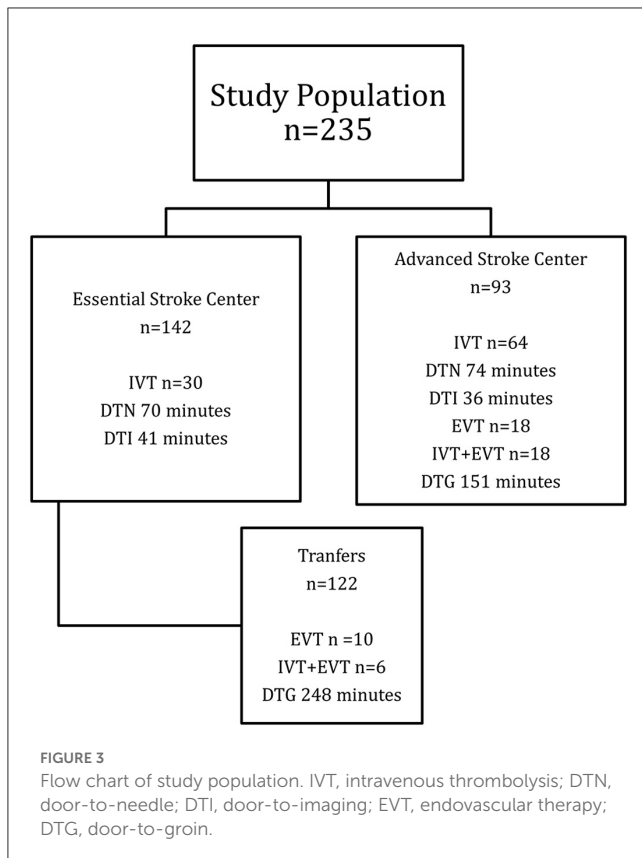 Study Population
n=235
Essential Stroke Center
n=142
IVT n=30
DTN 70 minutes
DTI 41 minutes
Advanced Stroke Center
n=93
IVT n=64
DTN 74 minutes
DTI 36 minutes
EVT n=18
IVT+EVT n=18
DTG 151 minutes
Tranfers
n=122
EVT n =10
IVT+EVT n=6
DTG 248 minutes
FIGURE 3
Flow chart of study population. IVT, intravenous thrombolysis; DTN,
door-to-needle; DTI, door-to-imaging; EVT, endovascular therapy;
DTG, door-to-groin.